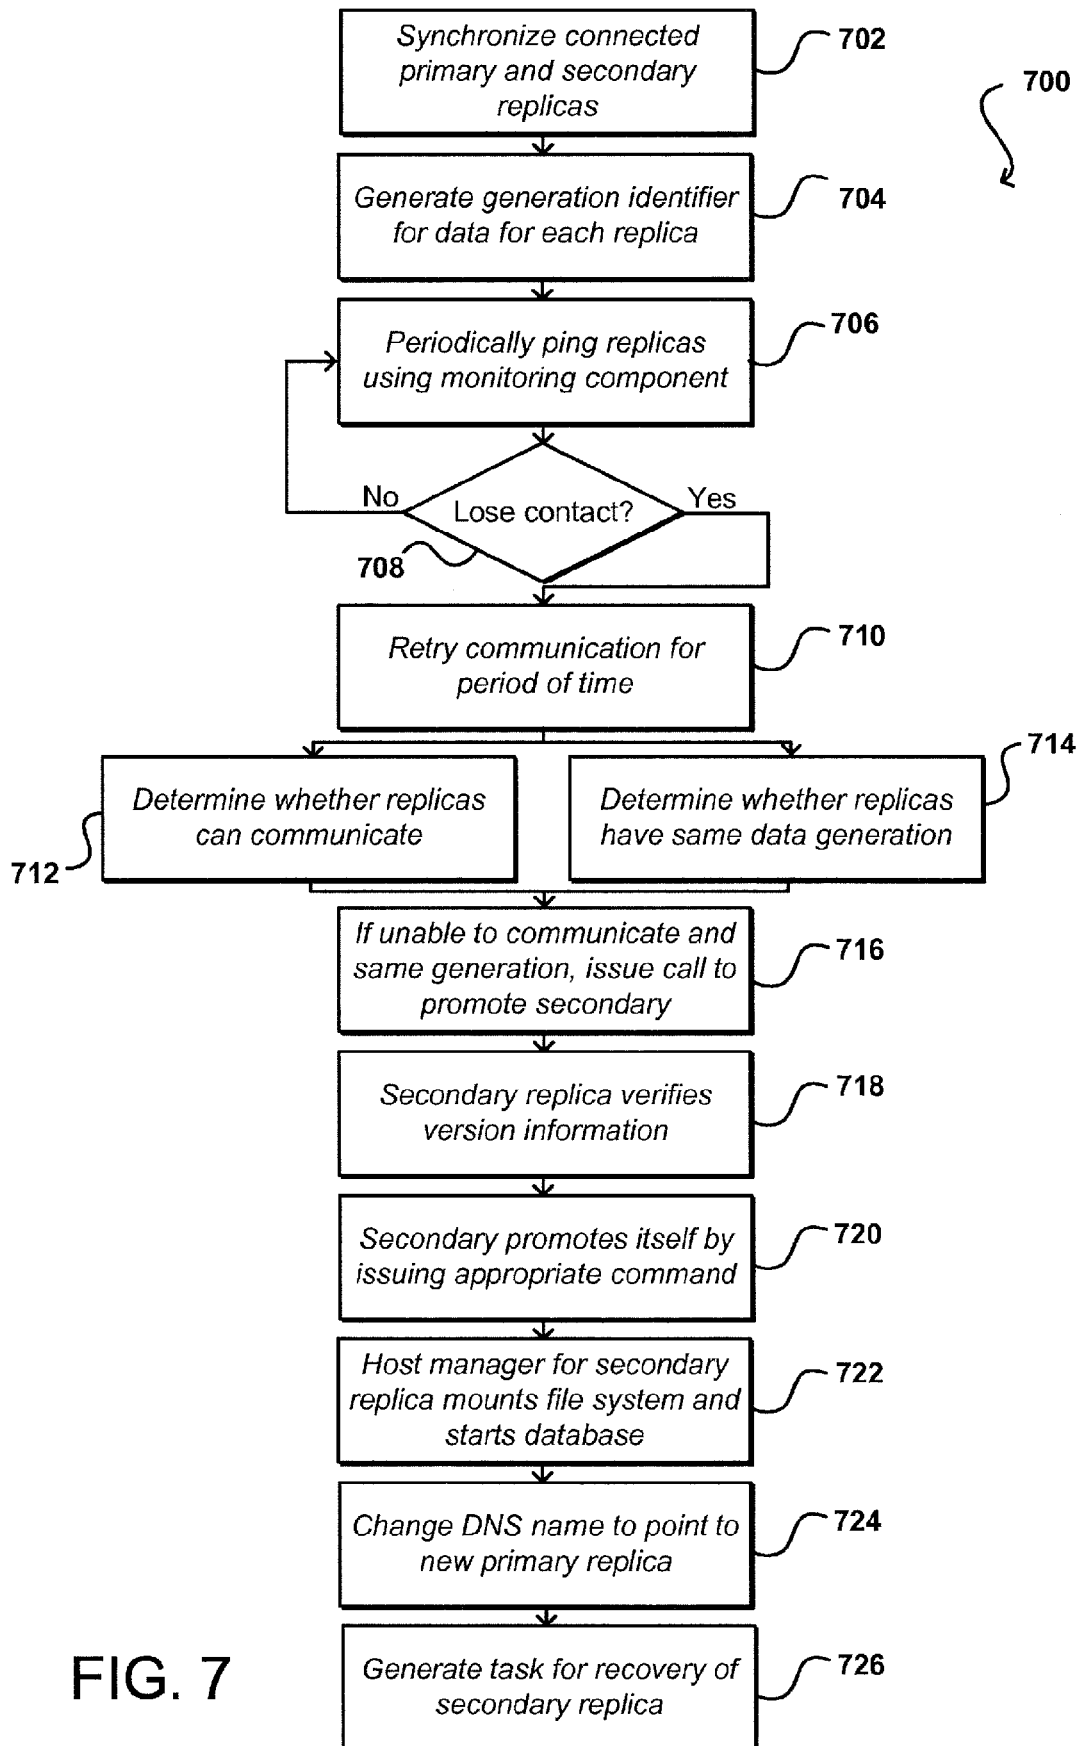 Synchronize connected
primary and secondary
replicas
702
700
Generate generation identifier
for data for each replica
704
Periodically ping replicas
using monitoring component
706
No
Lose contact?
Yes
708
Retry communication for
period of time
710
Determine whether replicas
can communicate
712
Determine whether replicas
have same data generation
714
If unable to communicate and
same generation, issue call to
promote secondary
716
Secondary replica verifies
version information
718
Secondary promotes itself by
issuing appropriate command
720
Host manager for secondary
replica mounts file system and
starts database
722
Change DNS name to point to
new primary replica
724
Generate task for recovery of
secondary replica
726
FIG. 7